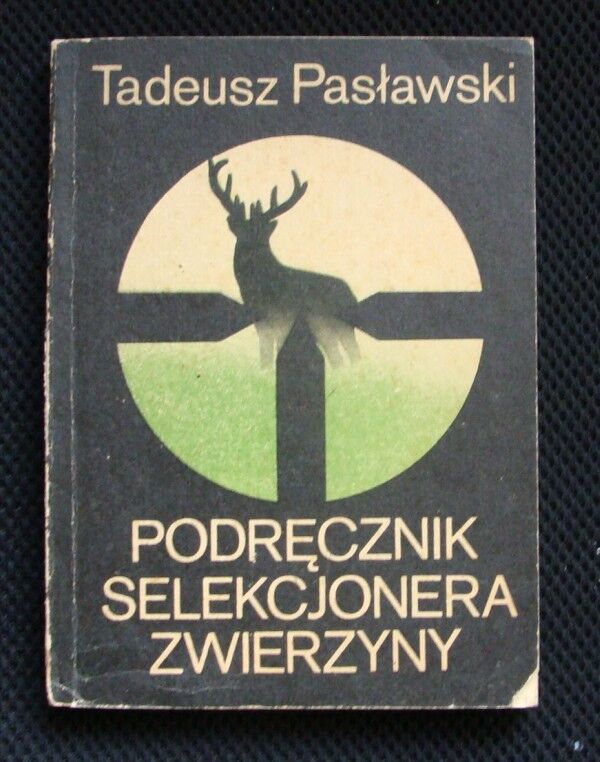 Tadeusz Pasławski
PODRĘCZNIK
SELEKCJONERA
ZWIERZYNY